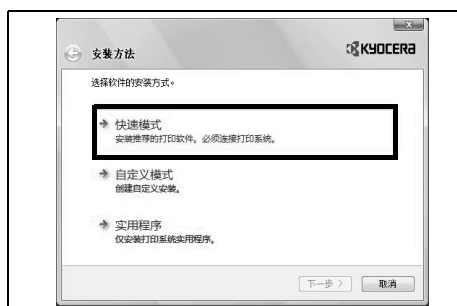 安装方法
KYOCERA
选择软件的安装方式。
快速模式
安装推荐的打印软件，必须连接打印系统。
自定义模式
创建自定义安装。
实用程序
仅安装打印系统实用程序。
下一步 >
取消